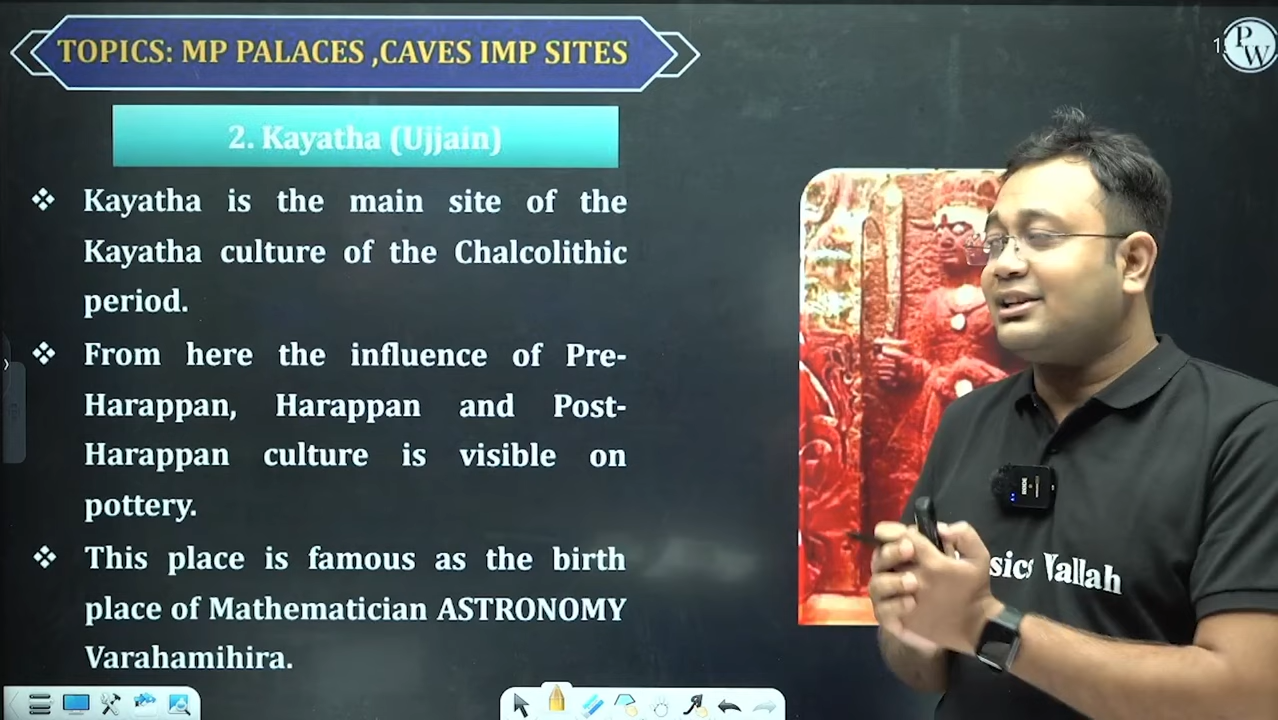 TOPICS: MP PALACES ,CAVES IMP SITES
2. Kayatha (Ujjain)
Kayatha is the main site of the
Kayatha culture of the Chalcolithic
period.
From here the influence of Pre-
Harappan, Harappan and Post-
Harappan culture is visible on
pottery.
This place is famous as the birth
place of Mathematician ASTRONOMY
Varahamihira.
PW
sics Wallah